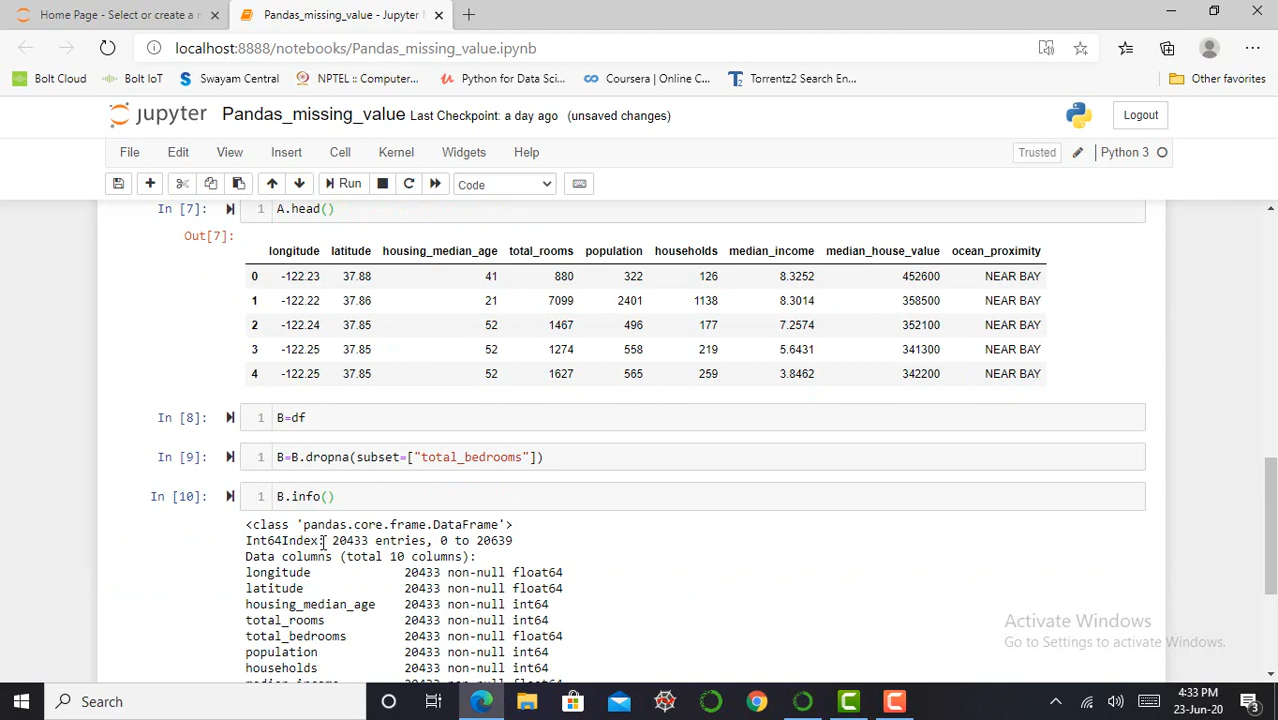 Home Page - Select or create a n
Pandas_missing_value - Jupyter N
localhost:8888/notebooks/Pandas_missing_value.ipynb
Bolt Cloud
Bolt IoT
Swayam Central
NPTEL :: Computer...
Python for Data Sci...
Coursera | Online C...
Torrentz2 Search En...
Other favorites
jupyter Pandas_missing_value Last Checkpoint: a day ago (unsaved changes)
Logout
File Edit View Insert Cell Kernel Widgets Help
Trusted
Python 3
Run
Code
In [7]: 1 A.head()
Out[7]:
longitude latitude housing_median_age total_rooms population households median_income median_house_value ocean_proximity
0 -122.23 37.88 41 880 322 126 8.3252 452600 NEAR BAY
1 -122.22 37.86 21 7099 2401 1138 8.3014 358500 NEAR BAY
2 -122.24 37.85 52 1467 496 177 7.2574 352100 NEAR BAY
3 -122.25 37.85 52 1274 558 219 5.6431 341300 NEAR BAY
4 -122.25 37.85 52 1627 565 259 3.8462 342200 NEAR BAY
In [8]: 1 B=df
In [9]: 1 B=B.dropna(subset=["total_bedrooms"])
In [10]: 1 B.info()
<class 'pandas.core.frame.DataFrame'>
Int64Index: 20433 entries, 0 to 20639
Data columns (total 10 columns):
longitude 20433 non-null float64
latitude 20433 non-null float64
housing_median_age 20433 non-null int64
total_rooms 20433 non-null int64
total_bedrooms 20433 non-null float64
population 20433 non-null int64
households 20433 non-null int64
Activate Windows
Go to Settings to activate Windows.
Search
4:33 PM
23-Jun-20
3